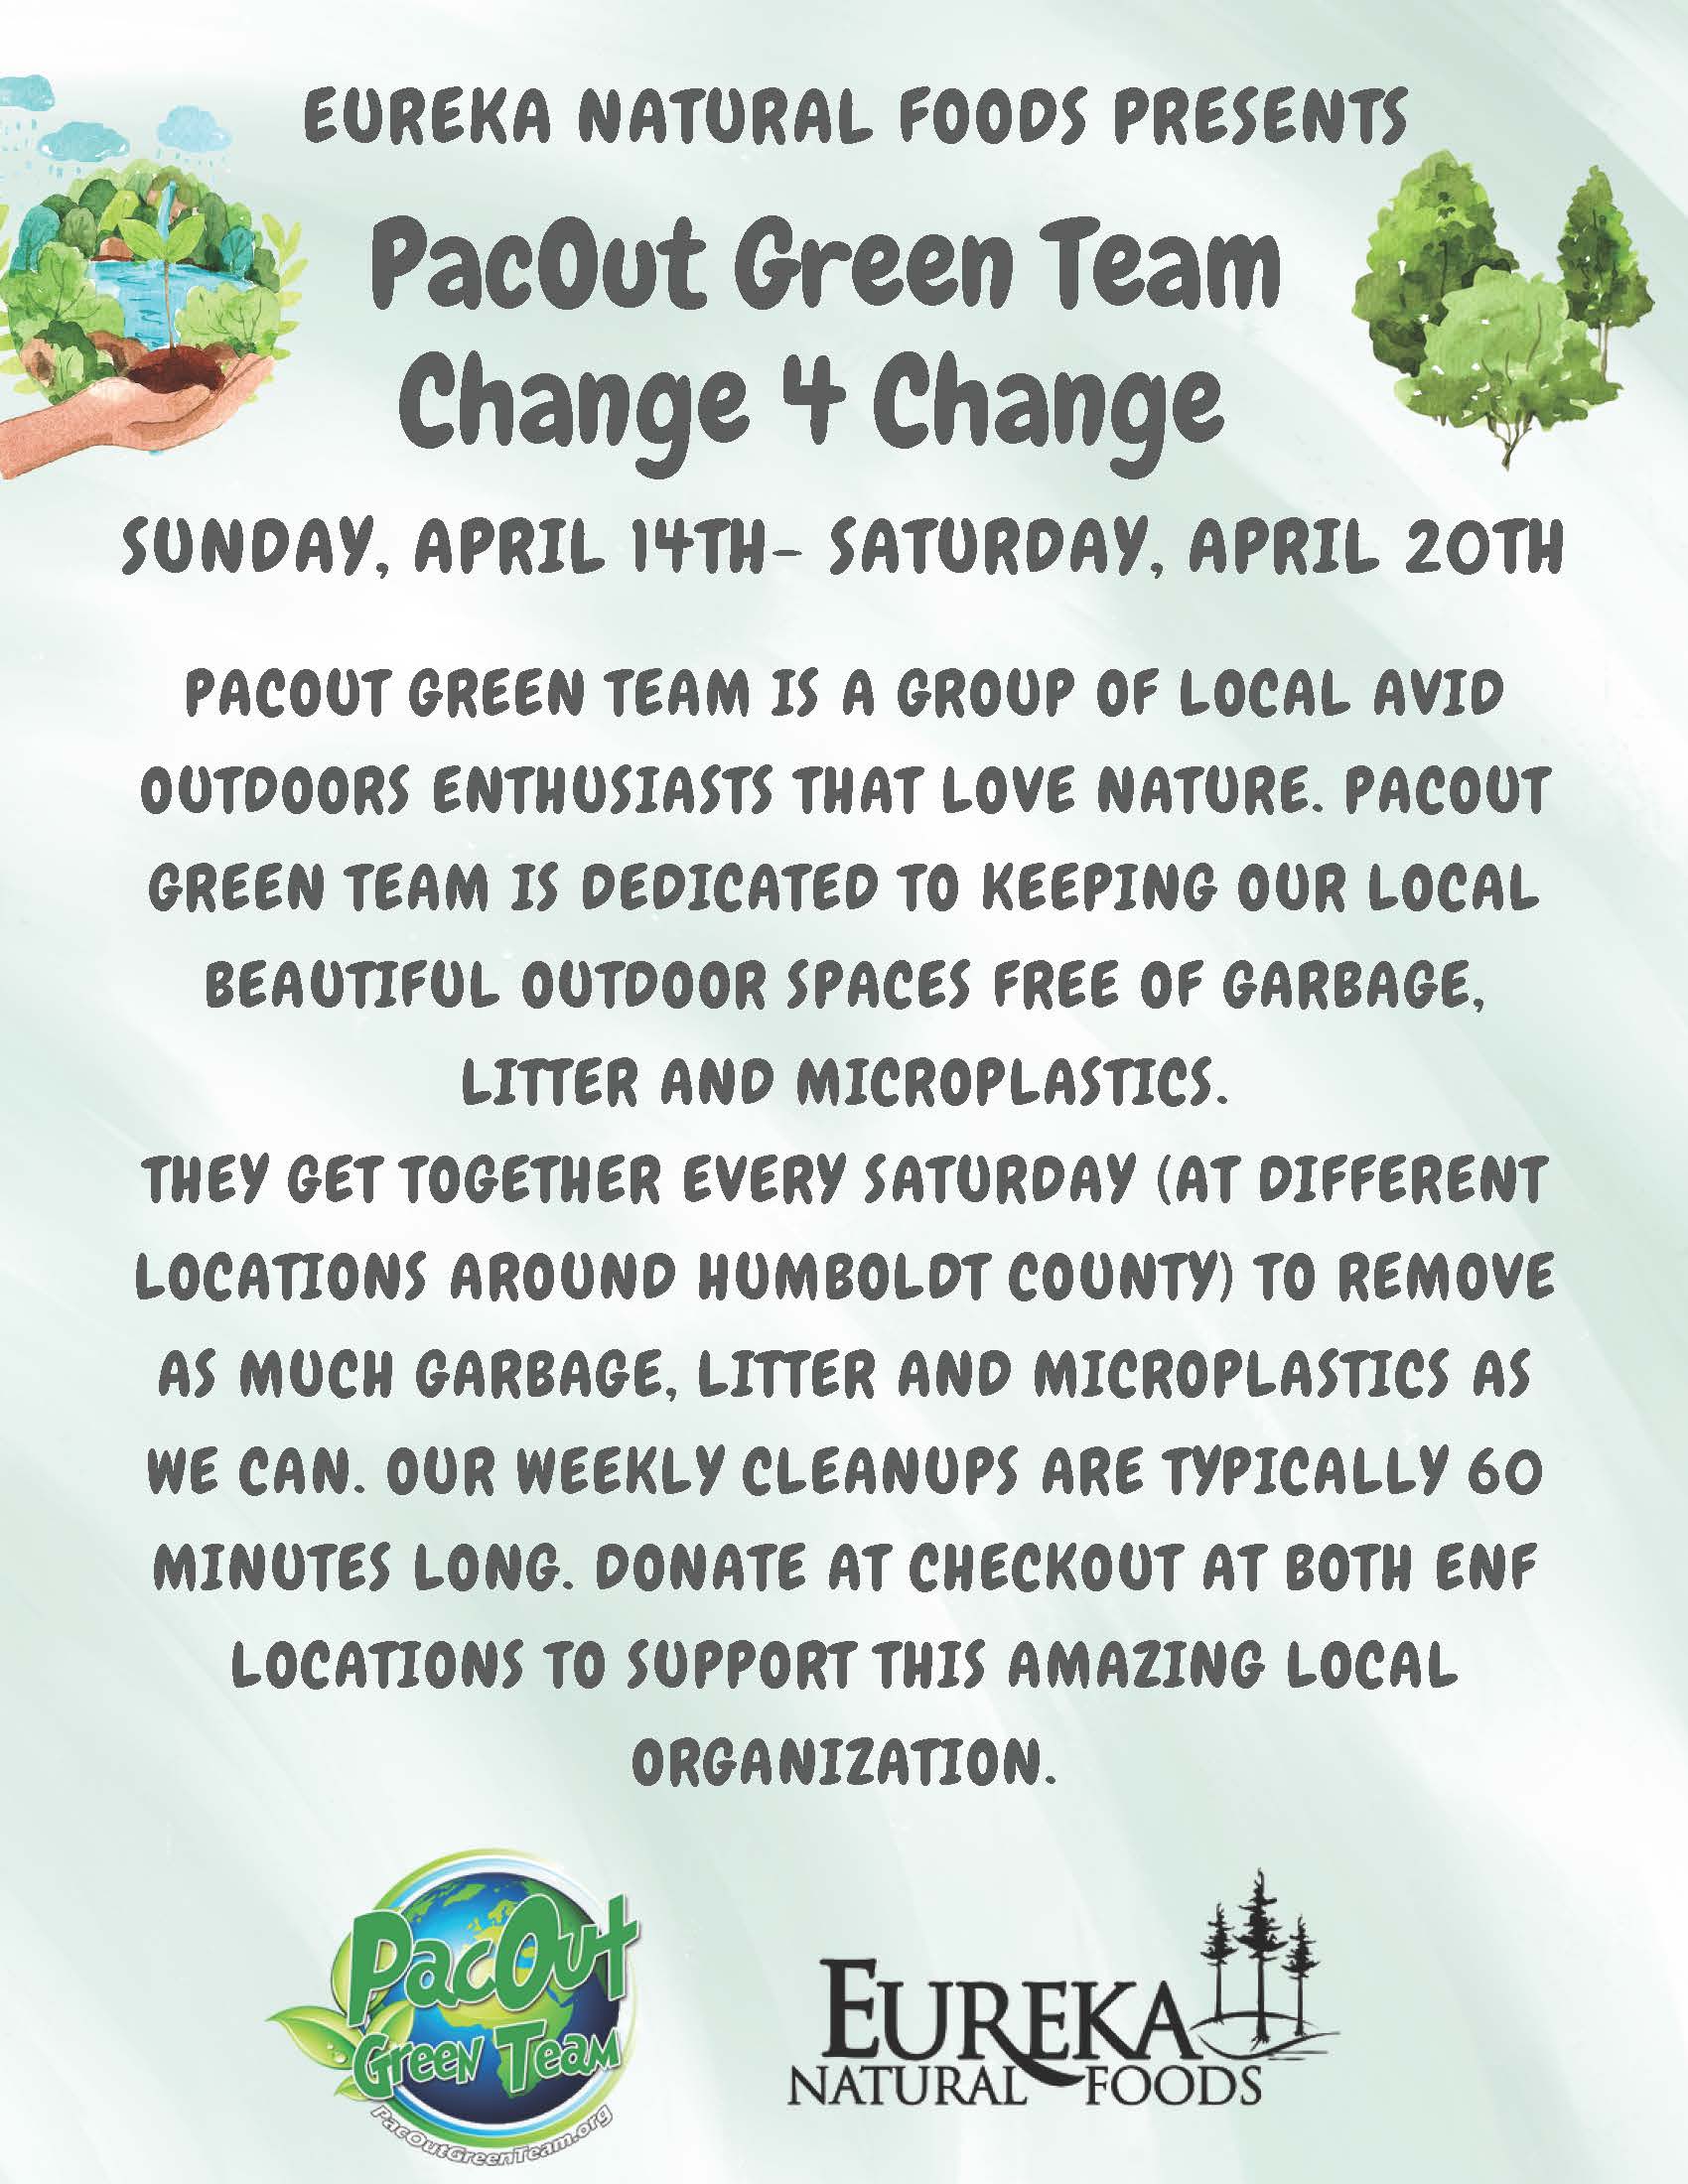 EUREKA NATURAL FOODS PRESENTS
PacOut Green Team
Change 4 Change
SUNDAY, APRIL 14TH- SATURDAY, APRIL 20TH
PACOUT GREEN TEAM IS A GROUP OF LOCAL AVID
OUTDOORS ENTHUSIASTS THAT LOVE NATURE. PACOUT
GREEN TEAM IS DEDICATED TO KEEPING OUR LOCAL
BEAUTIFUL OUTDOOR SPACES FREE OF GARBAGE,
LITTER AND MICROPLASTICS.
THEY GET TOGETHER EVERY SATURDAY (AT DIFFERENT
LOCATIONS AROUND HUMBOLDT COUNTY) TO REMOVE
AS MUCH GARBAGE, LITTER AND MICROPLASTICS AS
WE CAN. OUR WEEKLY CLEANUPS ARE TYPICALLY 60
MINUTES LONG. DONATE AT CHECKOUT AT BOTH ENF
LOCATIONS TO SUPPORT THIS AMAZING LOCAL
ORGANIZATION.
PacOut
Green Team
PacOutGreenTeam.org
EUREKA
NATURAL FOODS